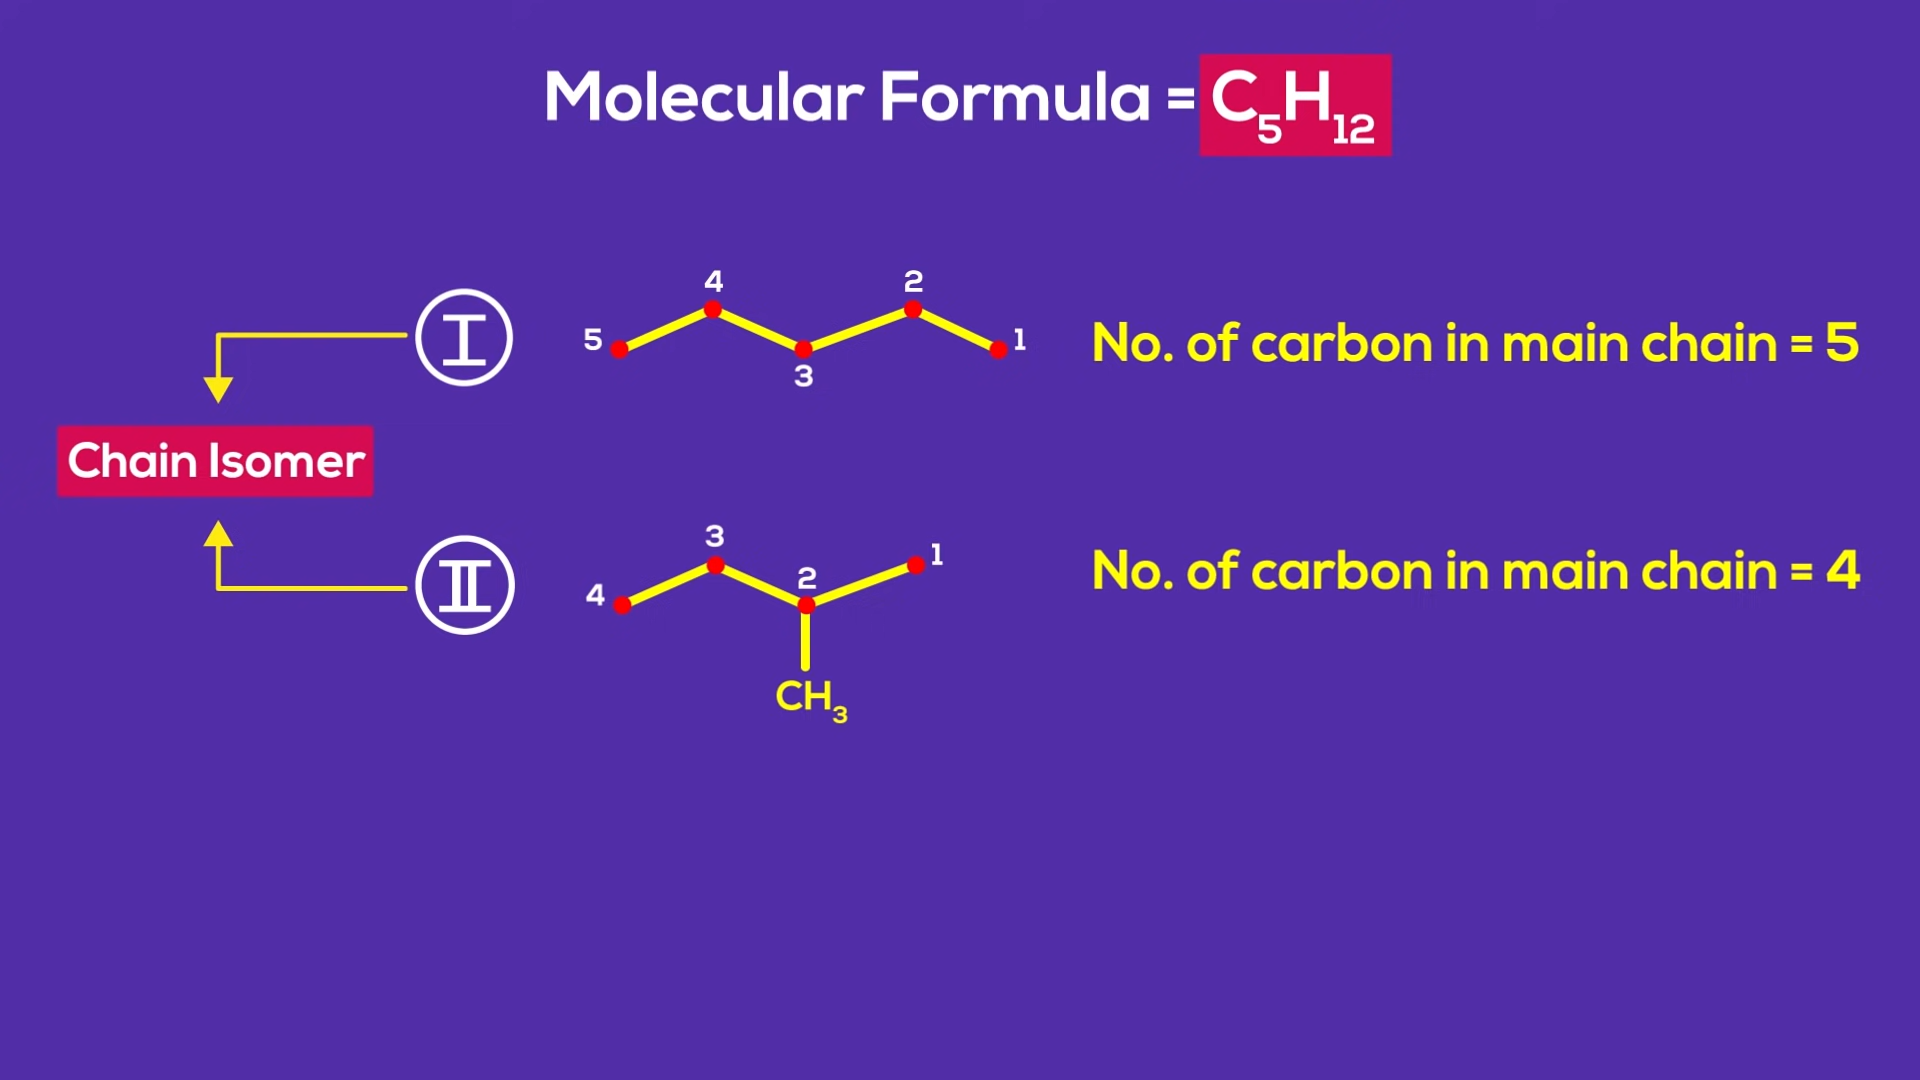 Molecular Formula = C₅H₁₂
4
2
5
1
I
3
No. of carbon in main chain = 5
Chain Isomer
3
1
2
4
II
No. of carbon in main chain = 4
CH₃